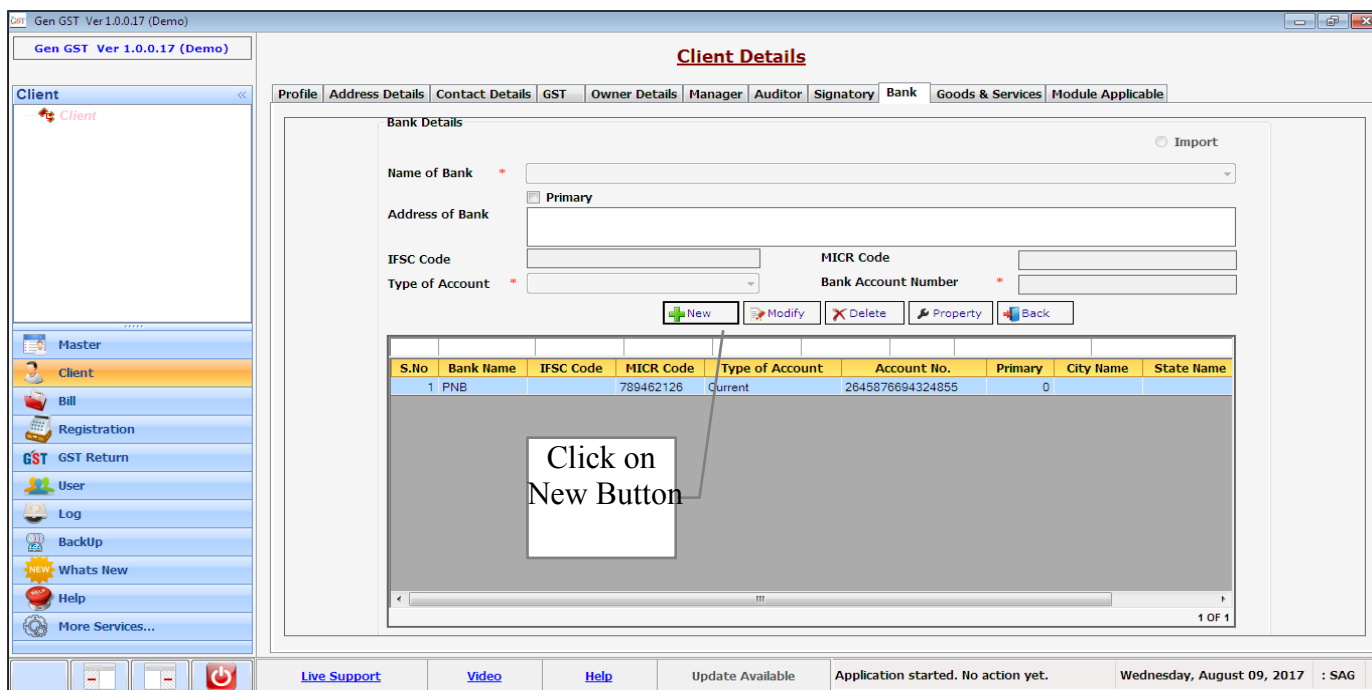 GST Gen GST Ver 1.0.0.17 (Demo)
Gen GST Ver 1.0.0.17 (Demo)
Client Details
Client
Client
Profile Address Details Contact Details GST Owner Details Manager Auditor Signatory Bank Goods & Services Module Applicable
Bank Details
Import
Name of Bank *
Primary
Address of Bank
IFSC Code MICR Code
Type of Account * Bank Account Number *
New Modify Delete Property Back
S.No Bank Name IFSC Code MICR Code Type of Account Account No. Primary City Name State Name
1 PNB 789462126 Current 2645876694324855 0
Click on
New Button
1 OF 1
Master
Client
Bill
Registration
GST GST Return
User
Log
BackUp
NEW Whats New
HELP Help
More Services...
Live Support Video Help Update Available Application started. No action yet. Wednesday, August 09, 2017 : SAG